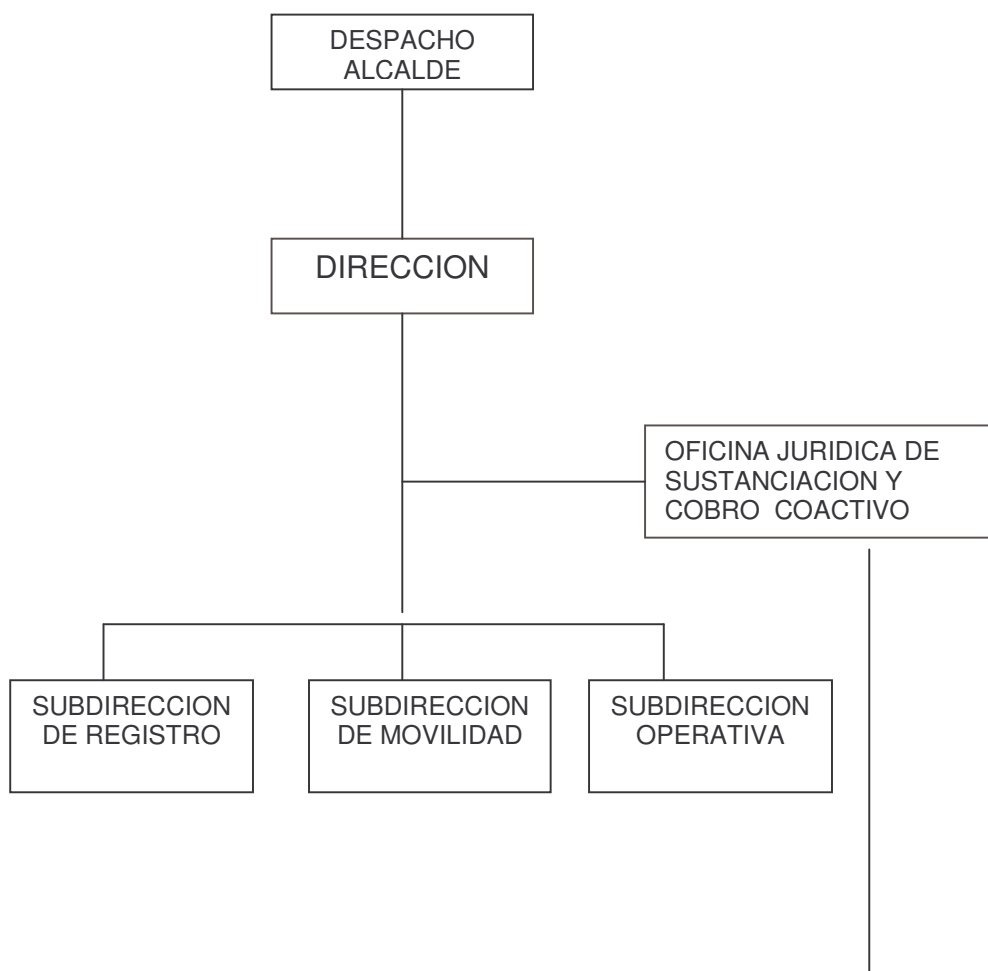 DESPACHO
ALCALDE
DIRECCION
OFICINA JURIDICA DE
SUSTANCIACION Y
COBRO COACTIVO
SUBDIRECCION
DE REGISTRO
SUBDIRECCION
DE MOVILIDAD
SUBDIRECCION
OPERATIVA